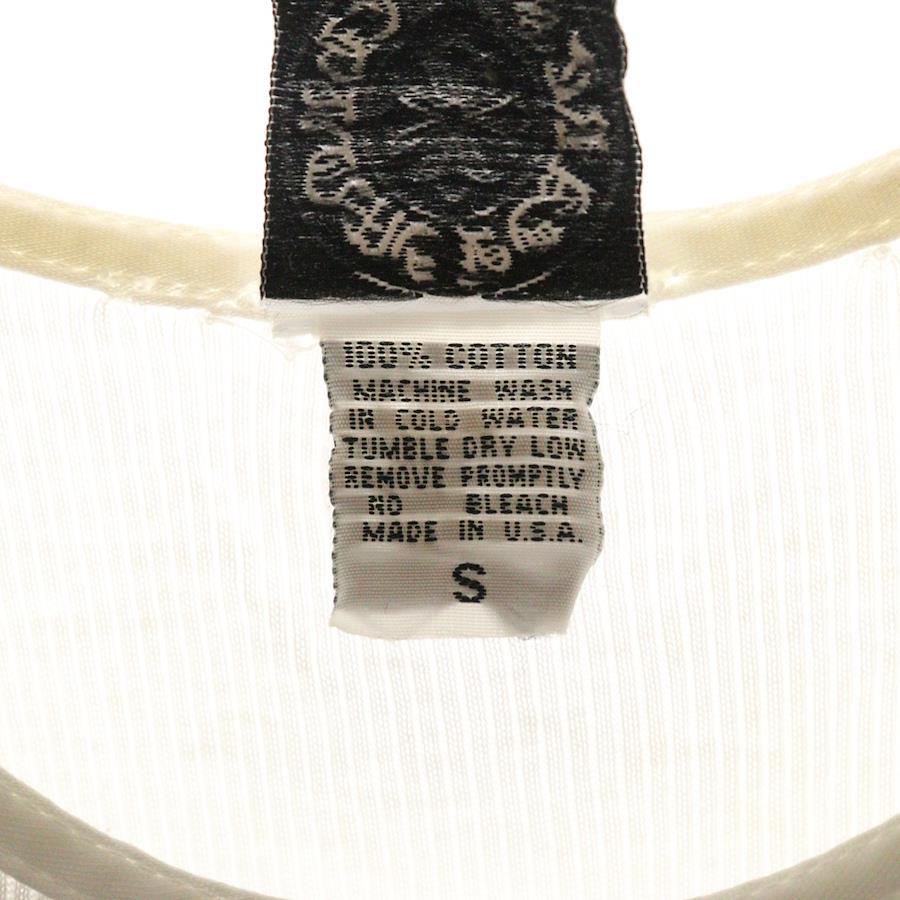 100% COTTON
MACHINE WASH
IN COLD WATER
TUMBLE DRY LOW
REMOVE PROMPTLY
NO BLEACH
MADE IN U.S.A.
S